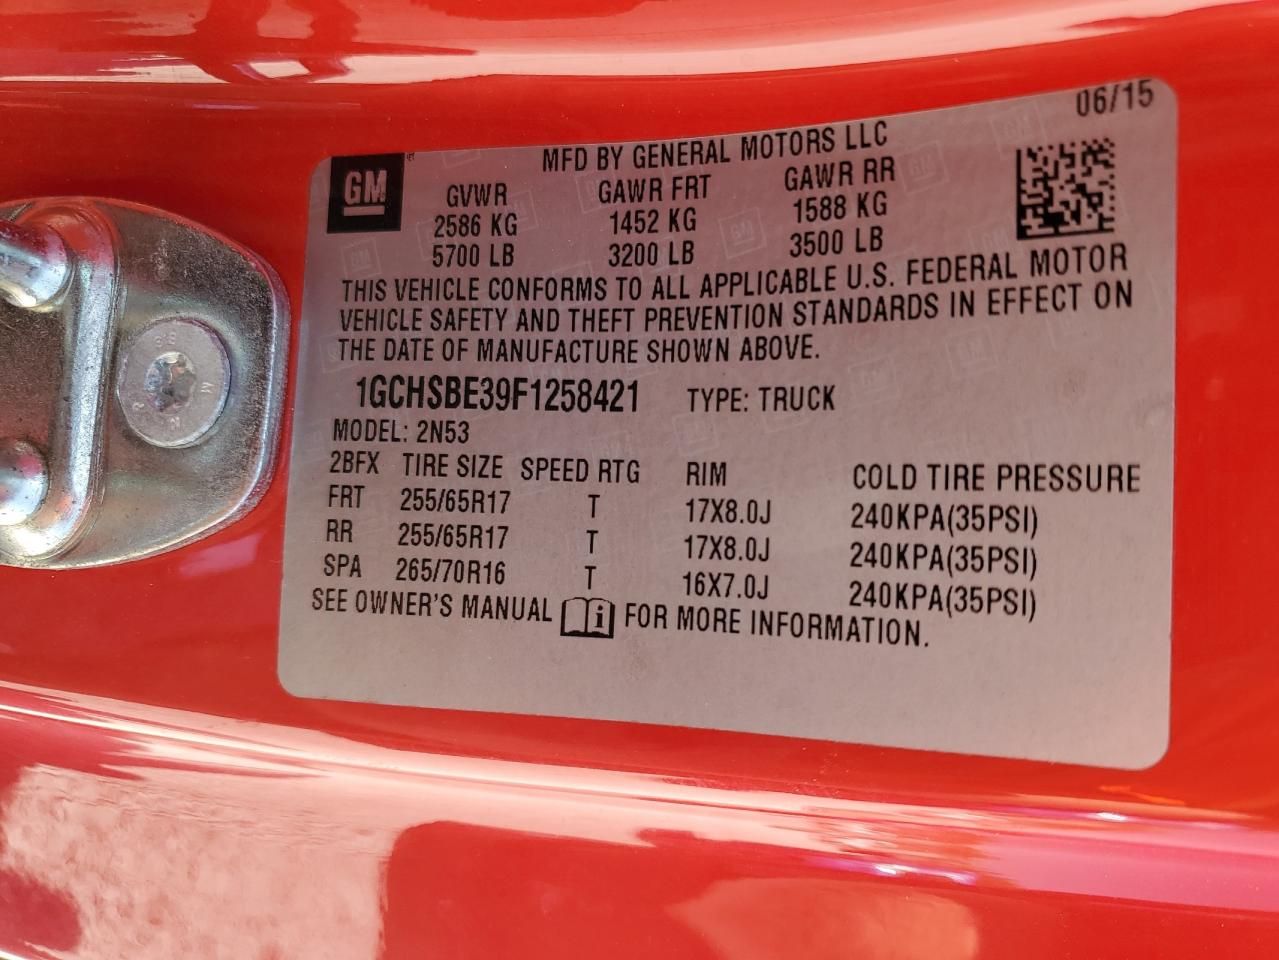 06/15
GM
MFD BY GENERAL MOTORS LLC
GVWR GAWR FRT GAWR RR
2586 KG 1452 KG 1588 KG
5700 LB 3200 LB 3500 LB
THIS VEHICLE CONFORMS TO ALL APPLICABLE U.S. FEDERAL MOTOR
VEHICLE SAFETY AND THEFT PREVENTION STANDARDS IN EFFECT ON
THE DATE OF MANUFACTURE SHOWN ABOVE.
1GCHSBE39F1258421 TYPE: TRUCK
MODEL: 2N53
2BFX TIRE SIZE SPEED RTG RIM COLD TIRE PRESSURE
FRT 255/65R17 T 17X8.0J 240KPA(35PSI)
RR 255/65R17 T 17X8.0J 240KPA(35PSI)
SPA 265/70R16 T 16X7.0J 240KPA(35PSI)
SEE OWNER'S MANUAL i FOR MORE INFORMATION.